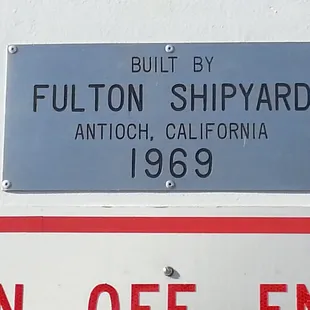 BUILT BY
FULTON SHIPYARD
ANTIOCH, CALIFORNIA
1969
OFF